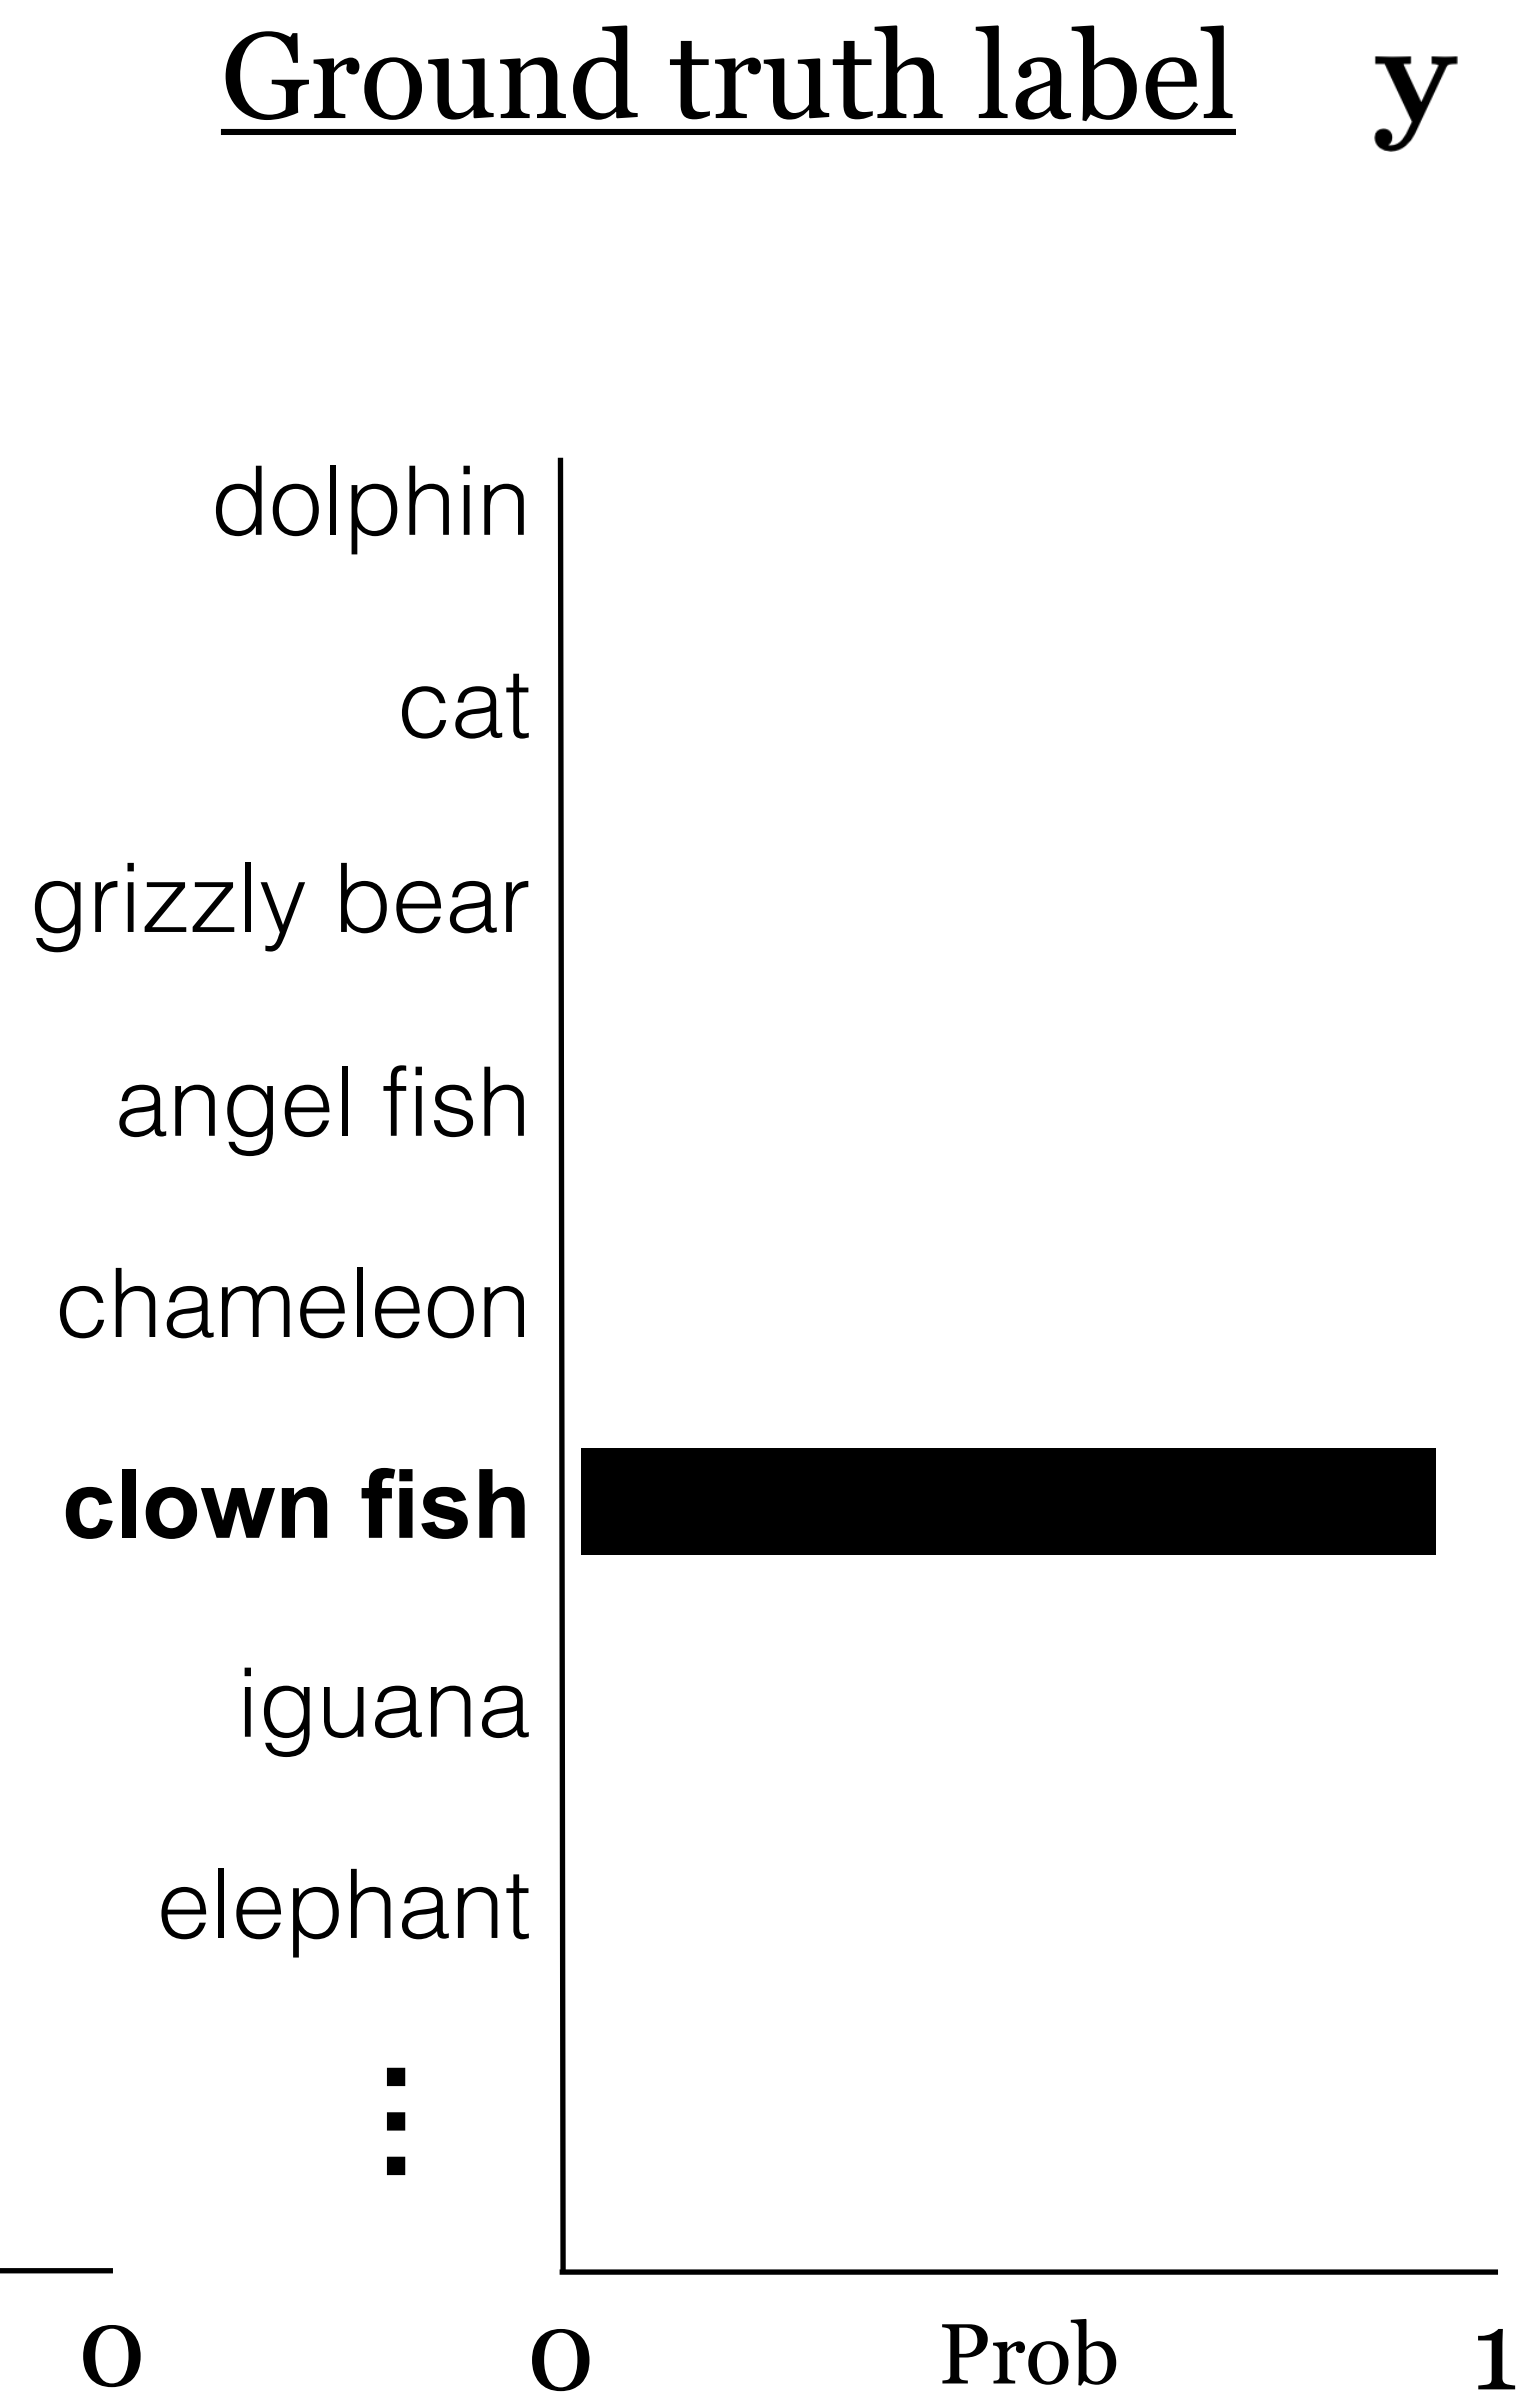 Ground truth label y
dolphin
cat
grizzly bear
angel fish
chameleon
clown fish
iguana
elephant
⋮
0 0 Prob 1